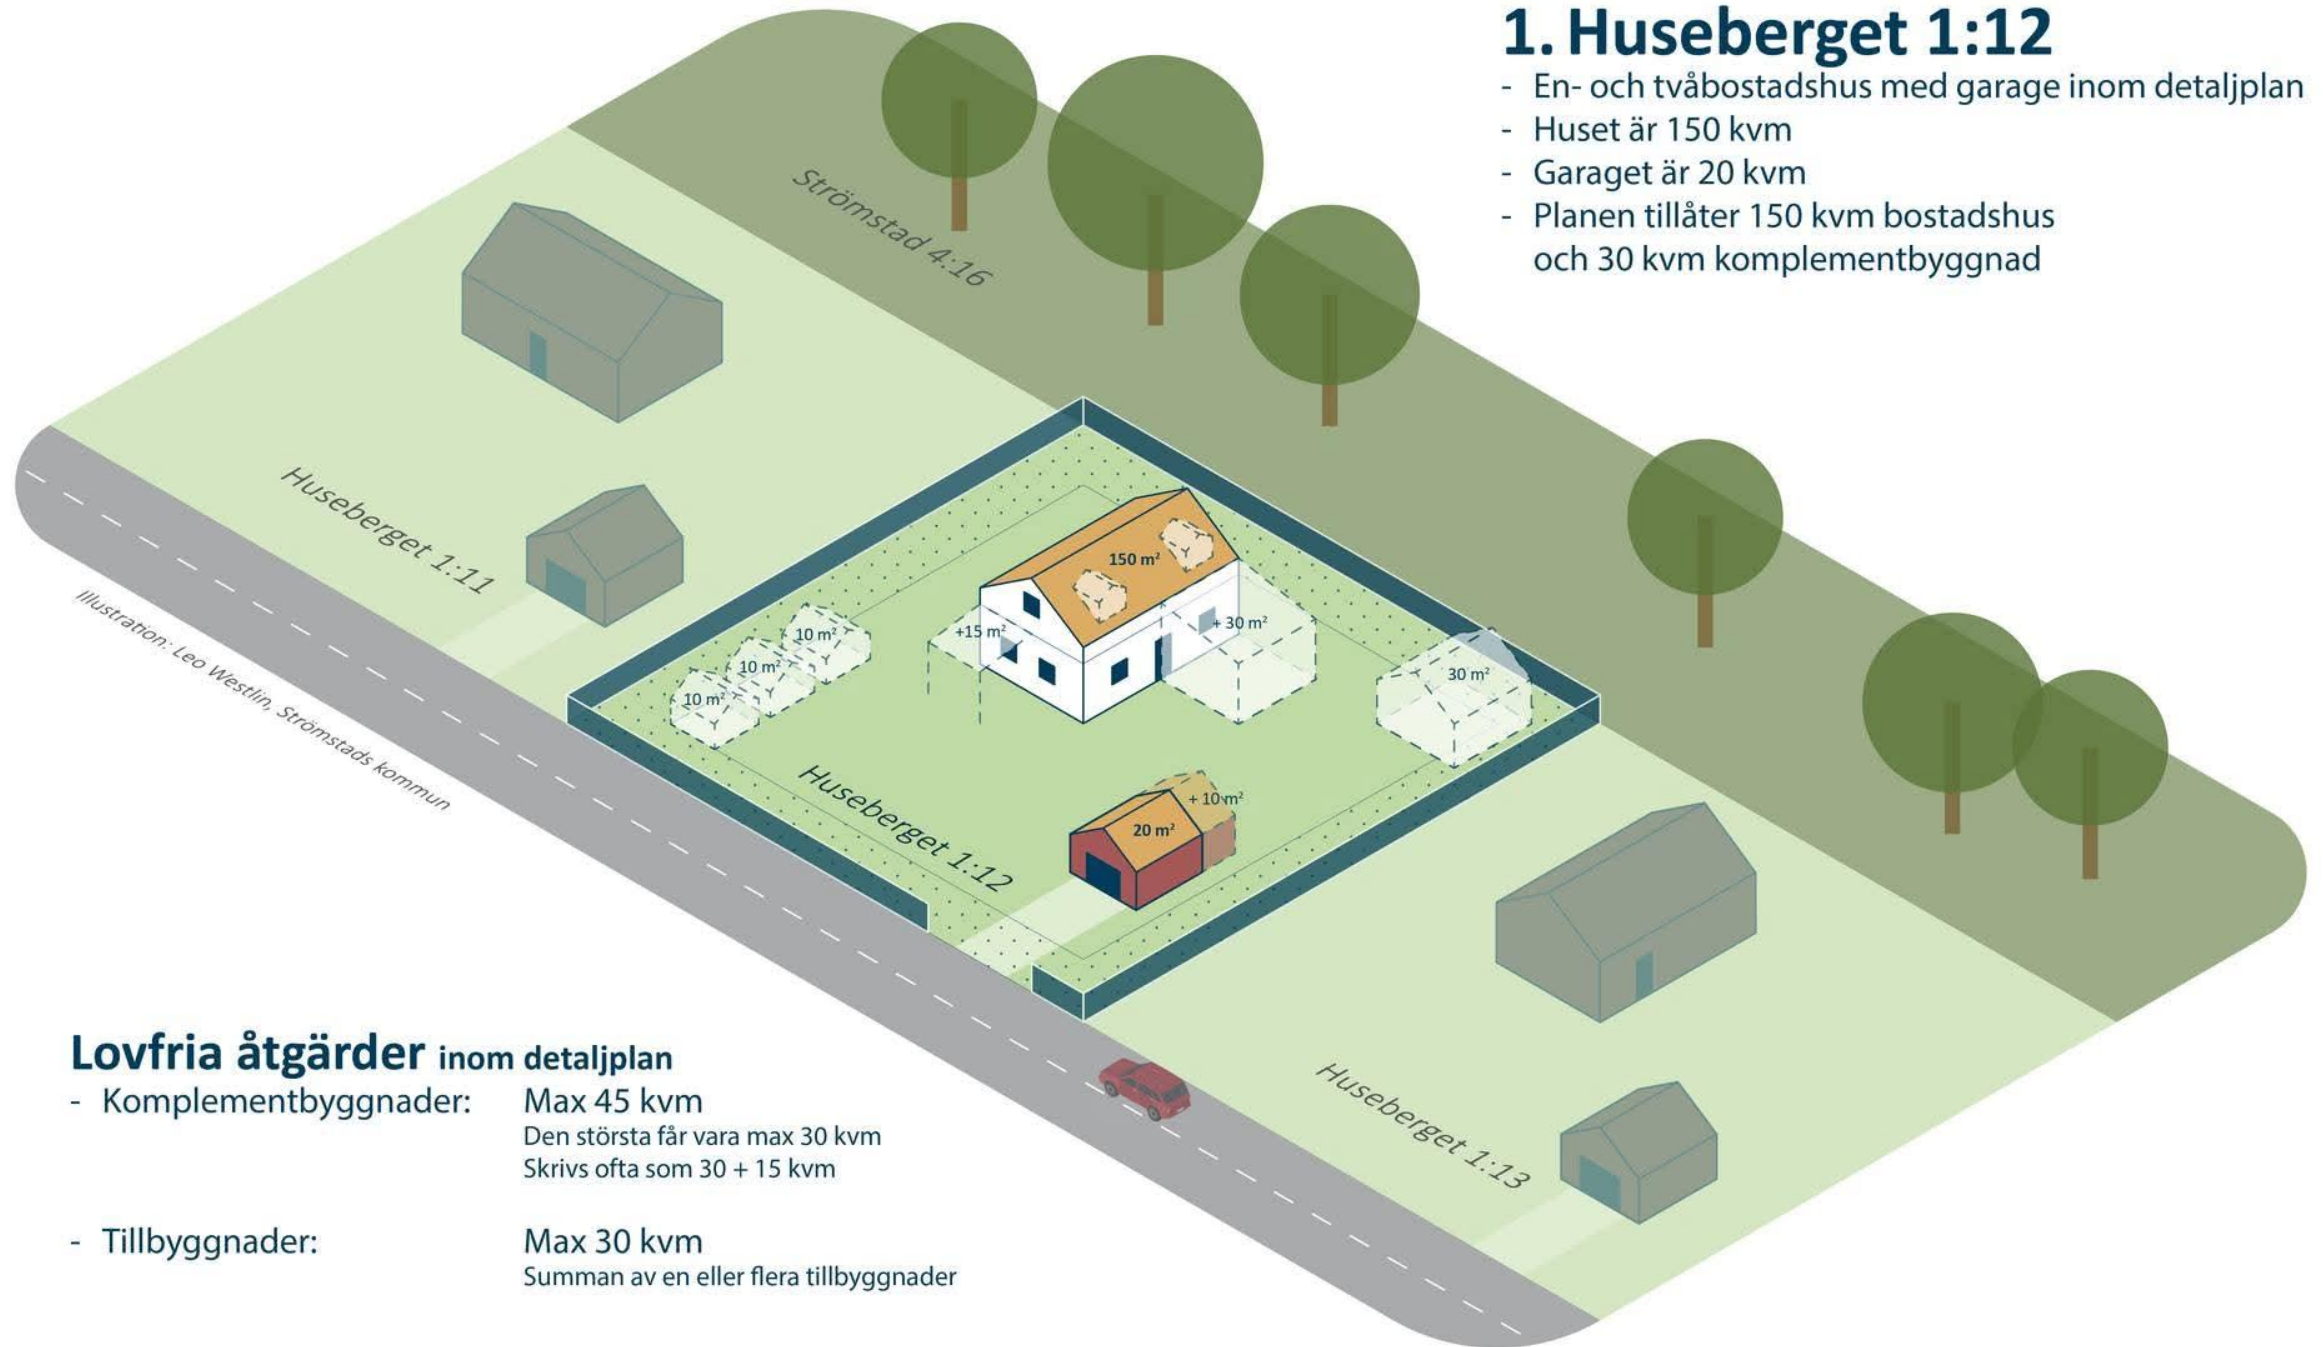 1. Huseberget 1:12
- En- och tvåbostadshus med garage inom detaljplan
- Huset är 150 kvm
- Garaget är 20 kvm
- Planen tillåter 150 kvm bostadshus
och 30 kvm komplementbyggnad
Strömstad 4:16
Huseberget 1:11
Illustration: Leo Westlin, Strömstads kommun
150 m²
+15 m²
+ 30 m²
10 m²
10 m²
10 m²
30 m²
Huseberget 1:12
+ 10 m²
20 m²
Huseberget 1:13
Lovfria åtgärder inom detaljplan
- Komplementbyggnader: Max 45 kvm
Den största får vara max 30 kvm
Skrivs ofta som 30 + 15 kvm
- Tillbyggnader: Max 30 kvm
Summan av en eller flera tillbyggnader